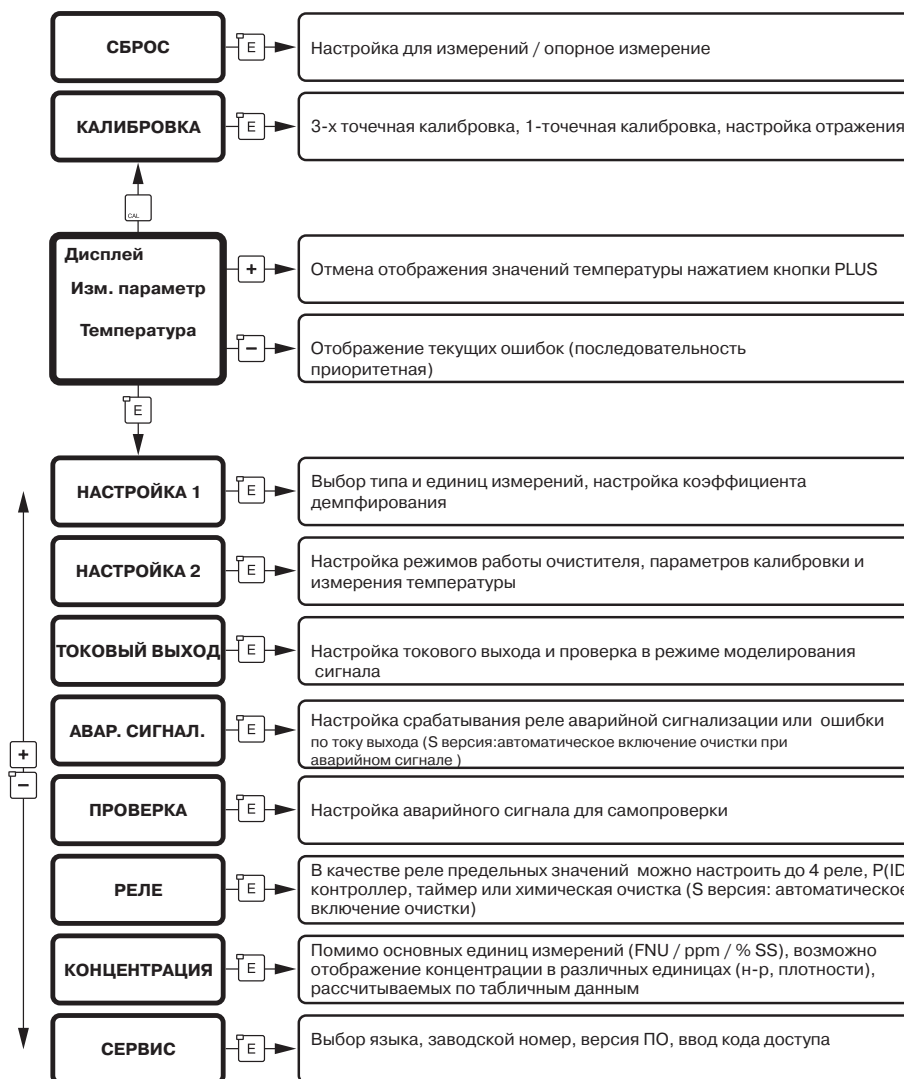 СБРОС
E
Настройка для измерений / опорное измерение
КАЛИБРОВКА
E
3-х точечная калибровка, 1-точечная калибровка, настройка отражения
CAL
Дисплей
Изм. параметр
Температура
+
Отмена отображения значений температуры нажатием кнопки PLUS
−
Отображение текущих ошибок (последовательность
приоритетная)
E
НАСТРОЙКА 1
E
Выбор типа и единиц измерений, настройка коэффициента
демпфирования
НАСТРОЙКА 2
E
Настройка режимов работы очистителя, параметров калибровки и
измерения температуры
ТОКОВЫЙ ВЫХОД
E
Настройка токового выхода и проверка в режиме моделирования
сигнала
АВАР. СИГНАЛ.
E
Настройка срабатывания реле аварийной сигнализации или ошибки
по току выхода (S версия:автоматическое включение очистки при
аварийном сигнале )
+
−
ПРОВЕРКА
E
Настройка аварийного сигнала для самопроверки
РЕЛЕ
E
В качестве реле предельных значений можно настроить до 4 реле, P(ID
контроллер, таймер или химическая очистка (S версия: автоматическое
включение очистки)
КОНЦЕНТРАЦИЯ
E
Помимо основных единиц измерений (FNU / ppm / % SS), возможно
отображение концентрации в различных единицах (н-р, плотности),
рассчитываемых по табличным данным
СЕРВИС
E
Выбор языка, заводской номер, версия ПО, ввод кода доступа